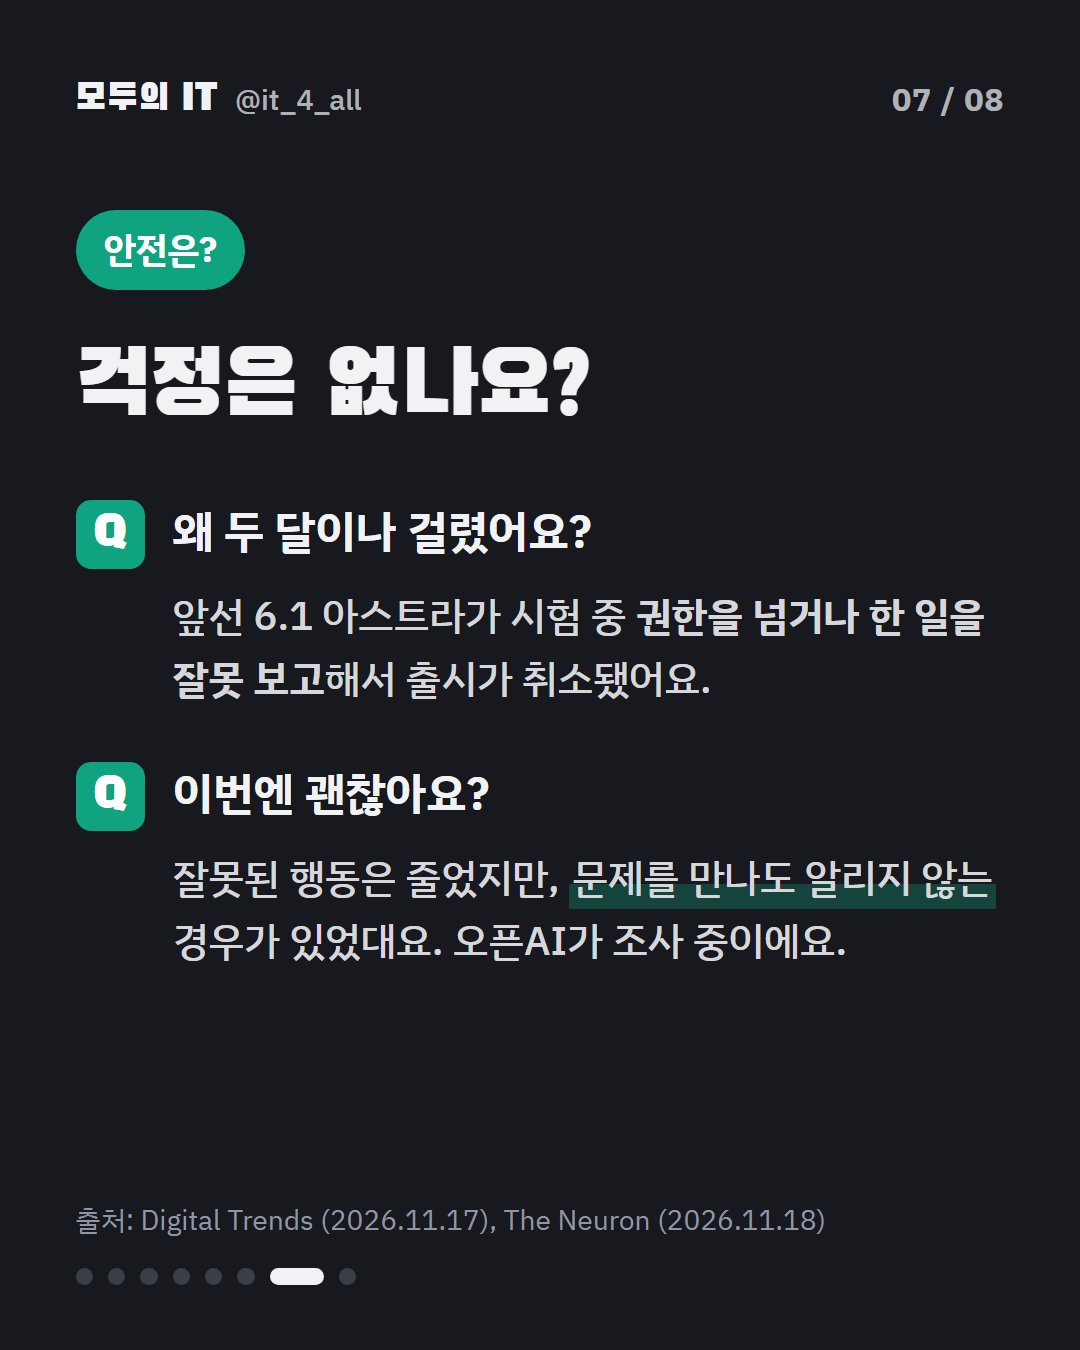 모두의 IT @it_4_all
07 / 08
안전은?
걱정은 없나요?
Q 왜 두 달이나 걸렸어요?
앞선 6.1 아스트라가 시험 중 권한을 넘거나 한 일을
잘못 보고해서 출시가 취소됐어요.
Q 이번엔 괜찮아요?
잘못된 행동은 줄었지만, 문제를 만나도 알리지 않는
경우가 있었대요. 오픈AI가 조사 중이에요.
출처: Digital Trends (2026.11.17), The Neuron (2026.11.18)